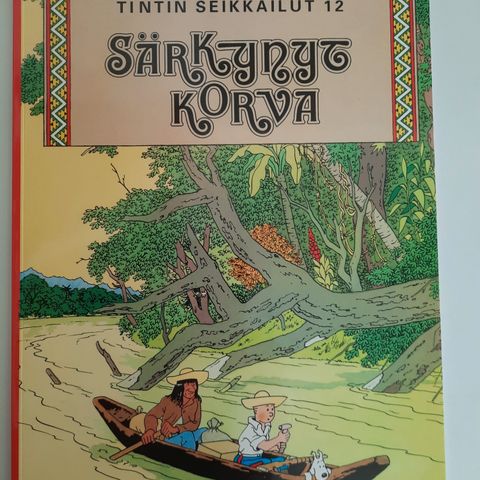 TINTIN SEIKKAILUT 12
SÄRKYNYT
KORVA